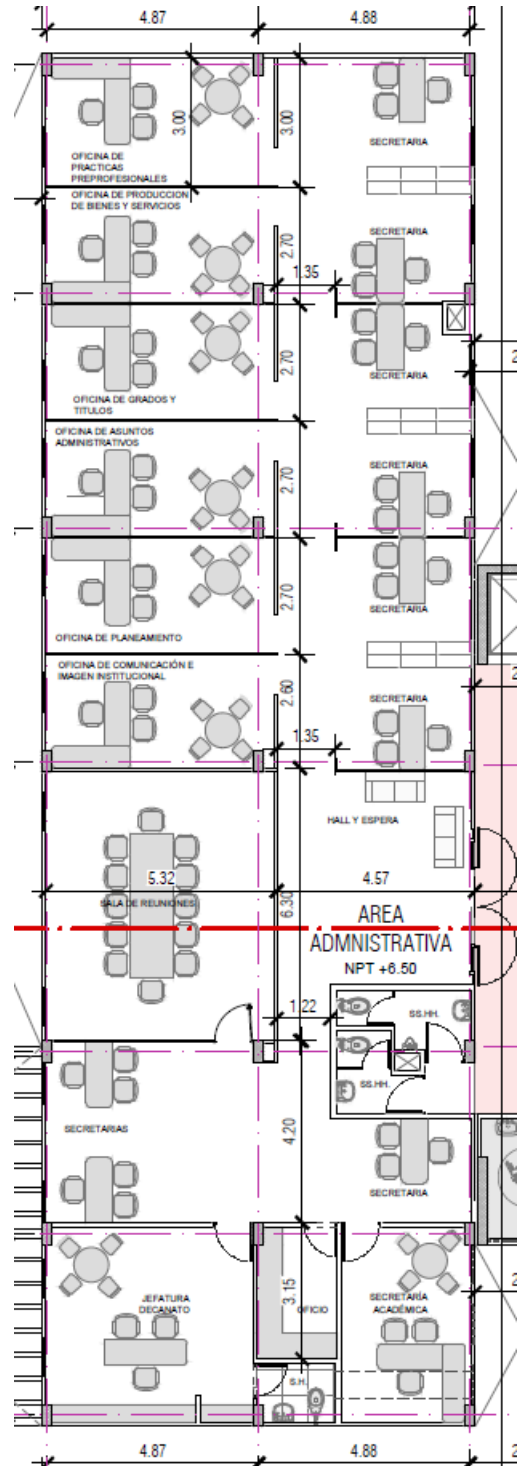 4.87
4.88
3.00
3.00
SECRETARIA
OFICINA DE
PRACTICAS
PREPROFESIONALES
OFICINA DE PRODUCCION
DE BIENES Y SERVICIOS
2.70
SECRETARIA
1.35
2.70
SECRETARIA
OFICINA DE GRADOS Y
TITULOS
OFICINA DE ASUNTOS
ADMINISTRATIVOS
2.70
SECRETARIA
2.70
SECRETARIA
OFICINA DE PLANEAMIENTO
OFICINA DE COMUNICACIÓN E
IMAGEN INSTITUCIONAL
2.60
SECRETARIA
1.35
HALL Y ESPERA
5.32
4.57
SALA DE REUNIONES
6.30
AREA
ADMNISTRATIVA
NPT +6.50
1.22
SS.HH.
SS.HH.
SECRETARIAS
4.20
SECRETARIA
JEFATURA
DECANATO
3.15
OFICIO
SECRETARÍA
ACADÉMICA
S.H.
4.87
4.88